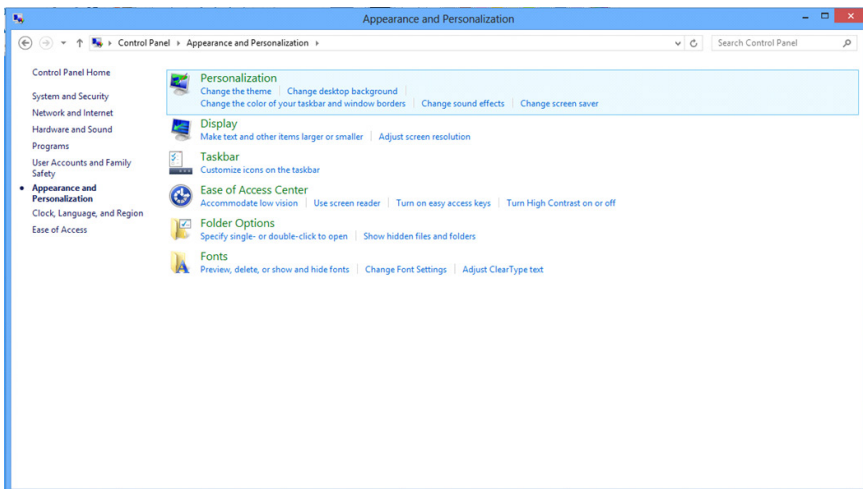 Appearance and Personalization
Control Panel ▸ Appearance and Personalization ▸
Search Control Panel
Control Panel Home
System and Security
Network and Internet
Hardware and Sound
Programs
User Accounts and Family
Safety
Appearance and
Personalization
Clock, Language, and Region
Ease of Access
Personalization
Change the theme | Change desktop background |
Change the color of your taskbar and window borders | Change sound effects | Change screen saver
Display
Make text and other items larger or smaller | Adjust screen resolution
Taskbar
Customize icons on the taskbar
Ease of Access Center
Accommodate low vision | Use screen reader | Turn on easy access keys | Turn High Contrast on or off
Folder Options
Specify single- or double-click to open | Show hidden files and folders
Fonts
Preview, delete, or show and hide fonts | Change Font Settings | Adjust ClearType text